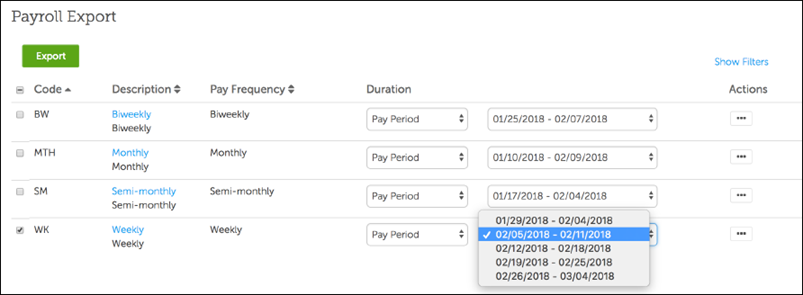 Payroll Export
Export
Show Filters
Code Description Pay Frequency Duration Actions
BW Biweekly Biweekly Pay Period 01/25/2018 - 02/07/2018
Biweekly
MTH Monthly Monthly Pay Period 01/10/2018 - 02/09/2018
Monthly
SM Semi-monthly Semi-monthly Pay Period 01/17/2018 - 02/04/2018
Semi-monthly
01/29/2018 - 02/04/2018
WK Weekly Weekly Pay Period 02/05/2018 - 02/11/2018
Weekly
02/12/2018 - 02/18/2018
02/19/2018 - 02/25/2018
02/26/2018 - 03/04/2018